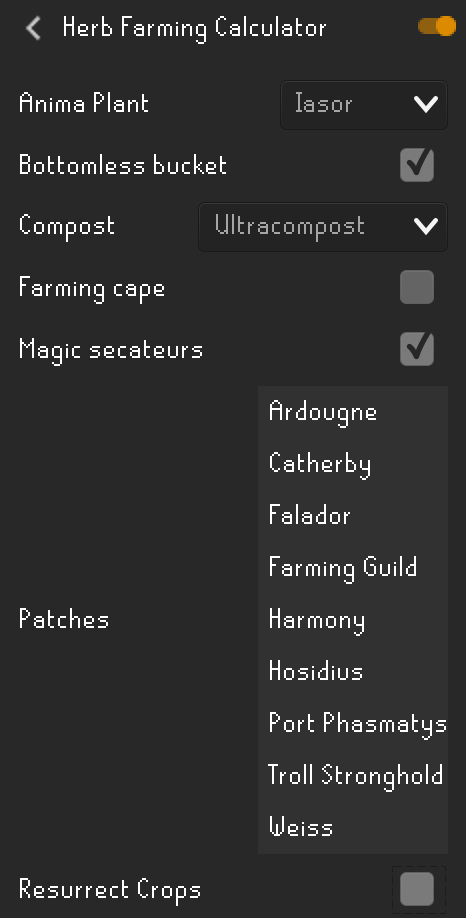 Herb Farming Calculator
Anima Plant Iasor
Bottomless bucket
Compost Ultracompost
Farming cape
Magic secateurs
Patches
Ardougne
Catherby
Falador
Farming Guild
Harmony
Hosidius
Port Phasmatys
Troll Stronghold
Weiss
Resurrect Crops